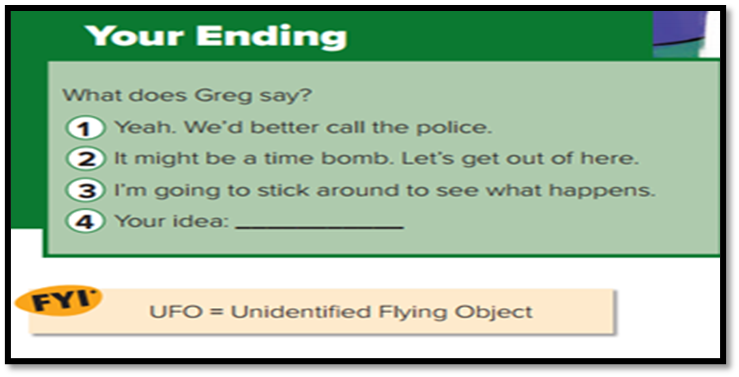 Your Ending
What does Greg say?
1 Yeah. We'd better call the police.
2 It might be a time bomb. Let's get out of here.
3 I'm going to stick around to see what happens.
4 Your idea: _______________
FYI*
UFO = Unidentified Flying Object